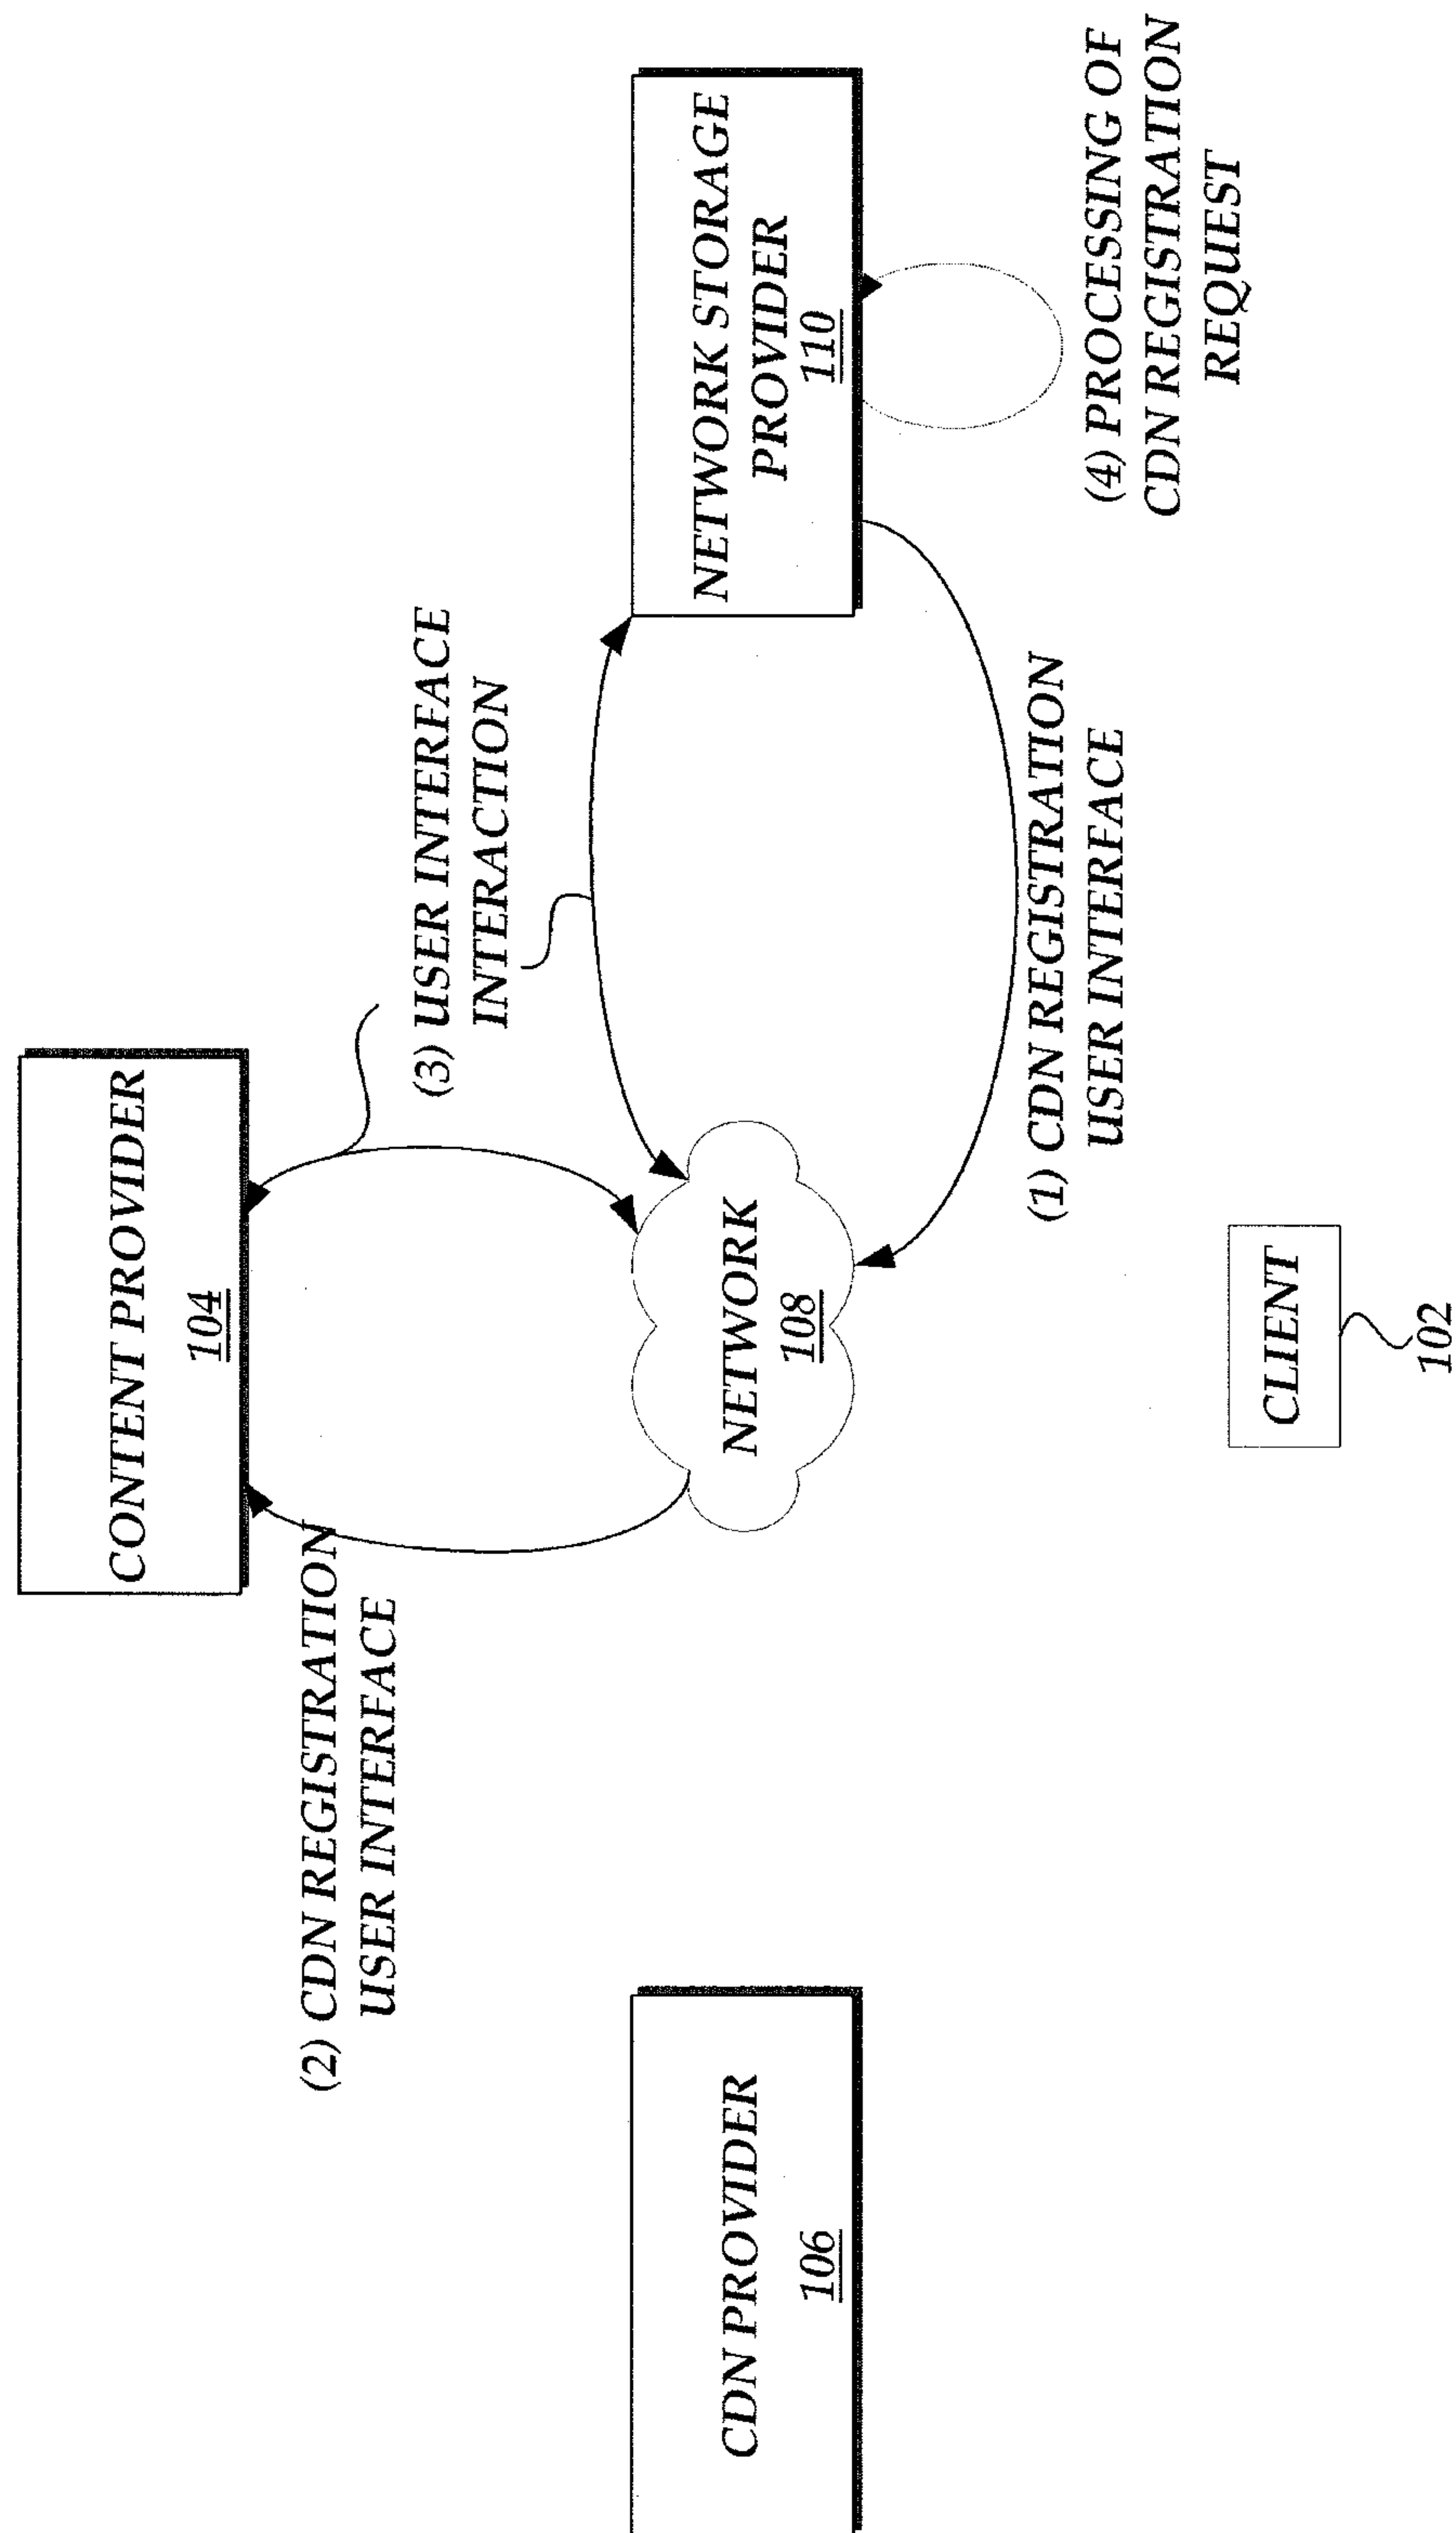 CONTENT PROVIDER
104
(2) CDN REGISTRATION
USER INTERFACE
(3) USER INTERFACE
INTERACTION
CDN PROVIDER
106
NETWORK
108
NETWORK STORAGE
PROVIDER
110
(1) CDN REGISTRATION
USER INTERFACE
(4) PROCESSING OF
CDN REGISTRATION
REQUEST
CLIENT
102